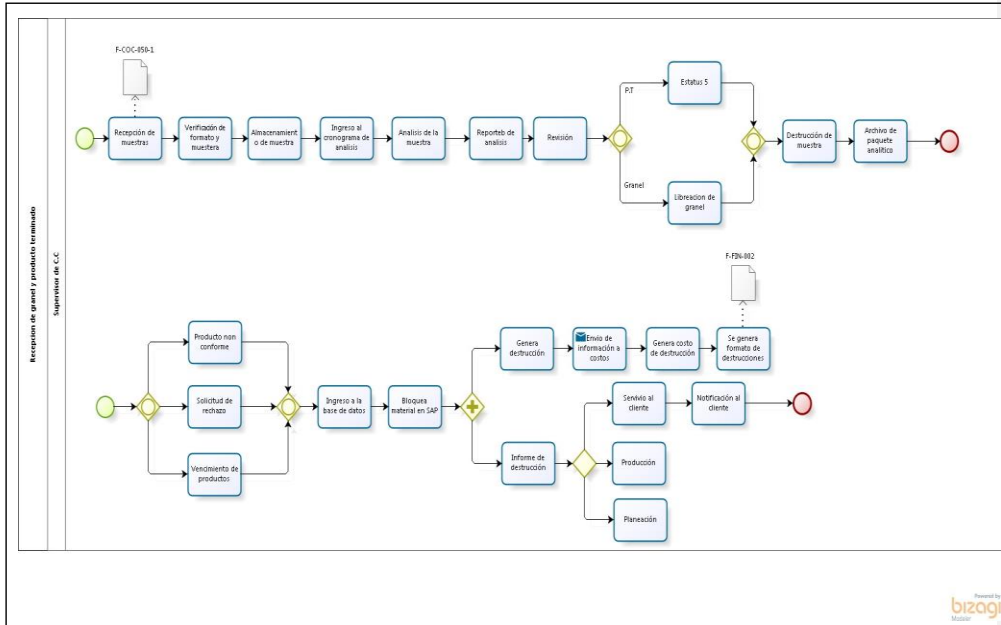 Recepcion de granel y producto terminado
Supervisor de C.C
F-COC-050-1
Recepción de
muestras
Verificación de
formato y
muestera
Almacenamient
o de muestra
Ingreso al
cronograma de
analisis
Analisis de la
muestra
Reporteb de
analisis
Revisión
P.T
Estatus 5
Granel
Libreacion de
granel
Destrucción de
muestra
Archivo de
paquete
analítico
F-FIN-002
Producto non
conforme
Solicitud de
rechazo
Vencimiento de
productos
Ingreso a la
base de datos
Bloquea
material en SAP
Genera
destrucción
Envio de
información a
costos
Genera costo
de destrucción
Se genera
formato de
destrucciones
Informe de
destrucción
Servivio al
cliente
Notificación al
cliente
Producción
Planeación
Powered by
bizagi
Modeler